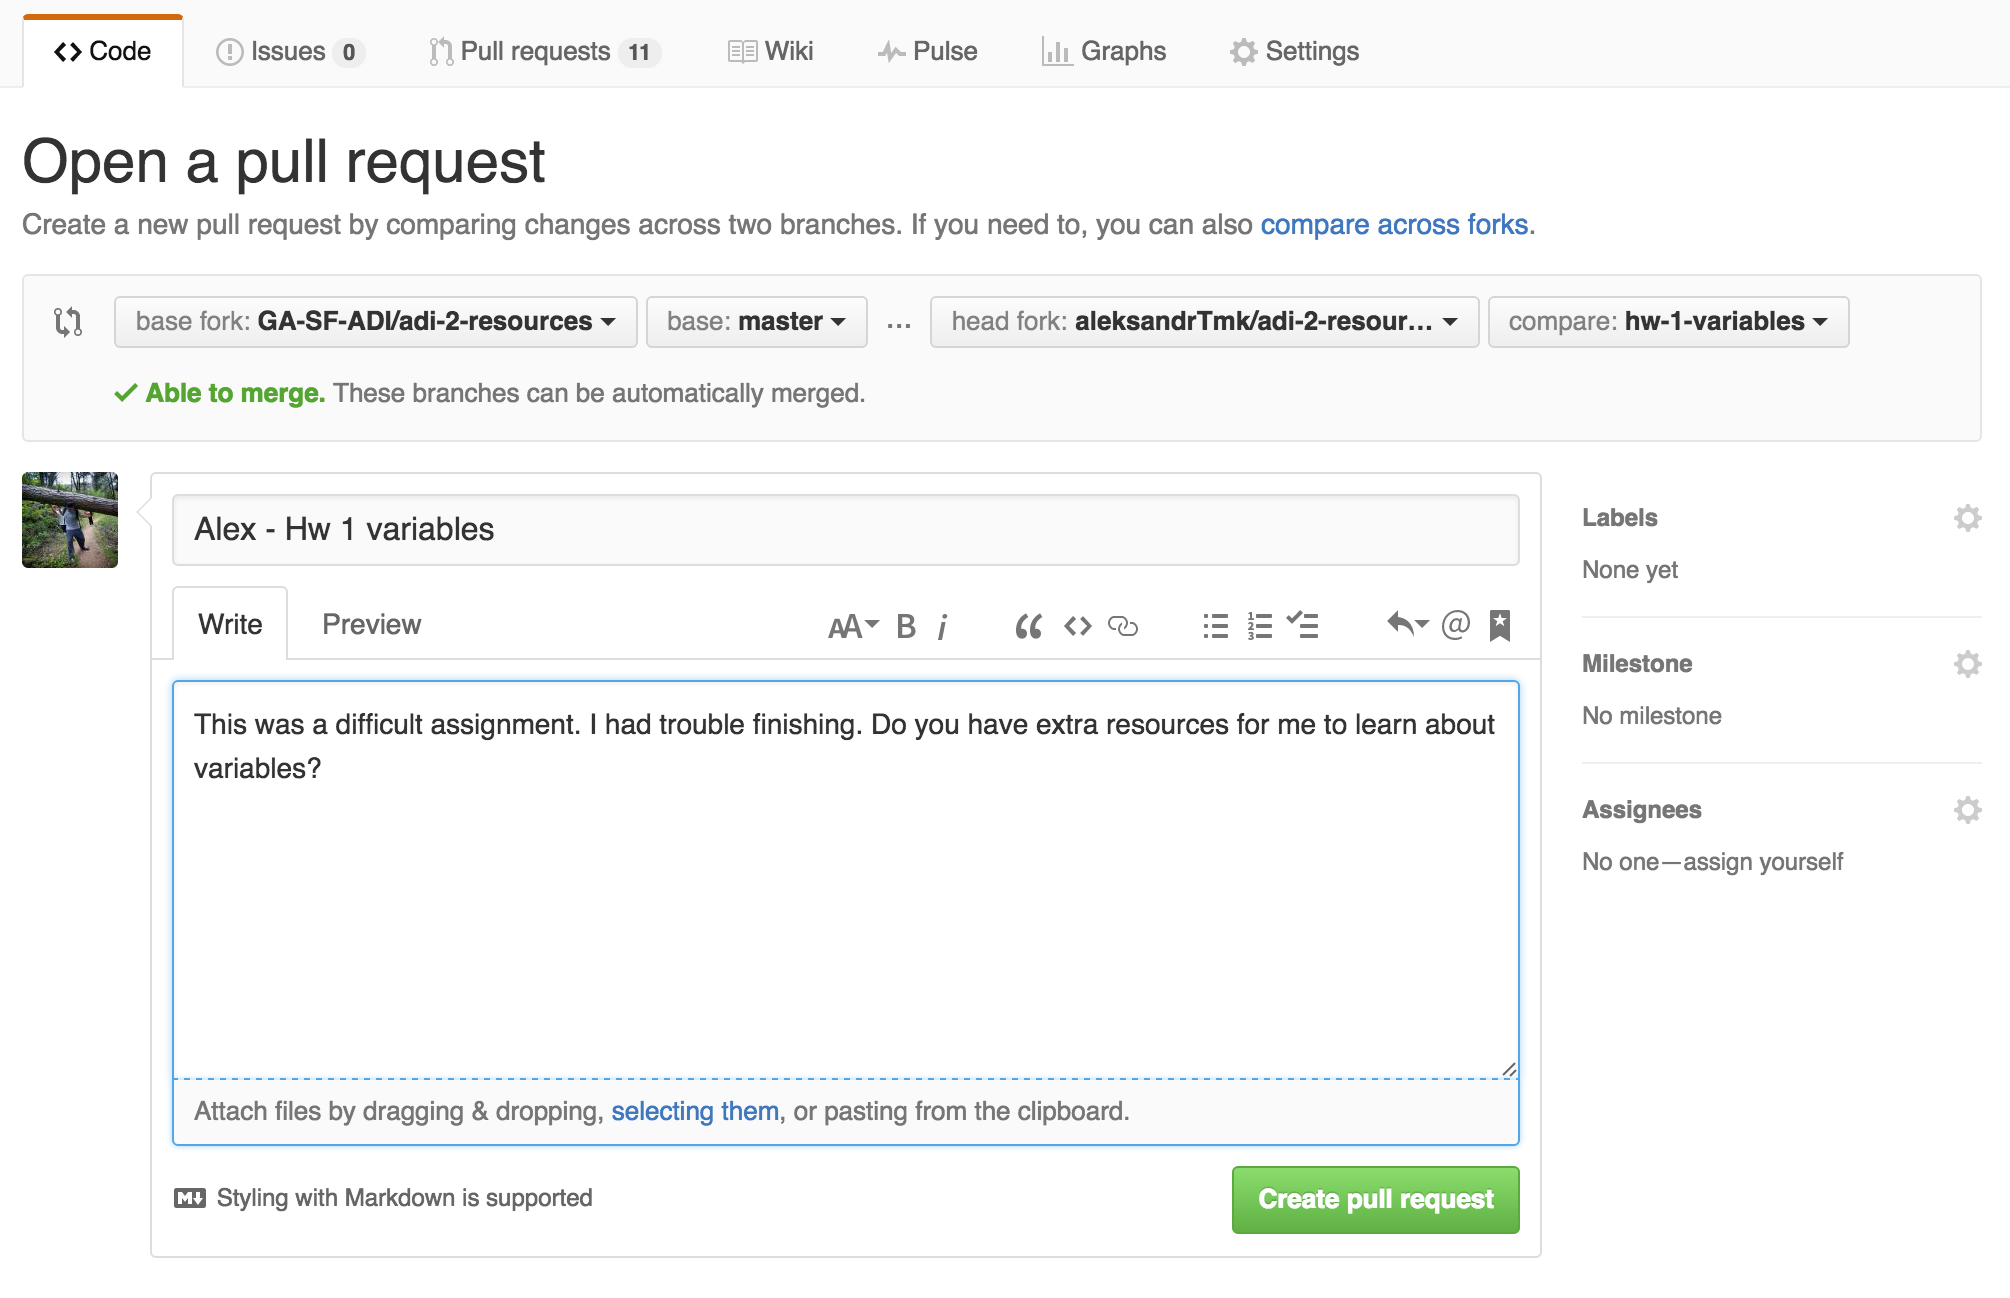 Code Issues 0 Pull requests 11 Wiki Pulse Graphs Settings
Open a pull request
Create a new pull request by comparing changes across two branches. If you need to, you can also compare across forks.
base fork: GA-SF-ADI/adi-2-resources base: master ... head fork: aleksandrTmk/adi-2-resour... compare: hw-1-variables
Able to merge. These branches can be automatically merged.
Alex - Hw 1 variables
Write Preview AA B i
This was a difficult assignment. I had trouble finishing. Do you have extra resources for me to learn about
variables?
Attach files by dragging & dropping, selecting them, or pasting from the clipboard.
Styling with Markdown is supported
Create pull request
Labels
None yet
Milestone
No milestone
Assignees
No one—assign yourself